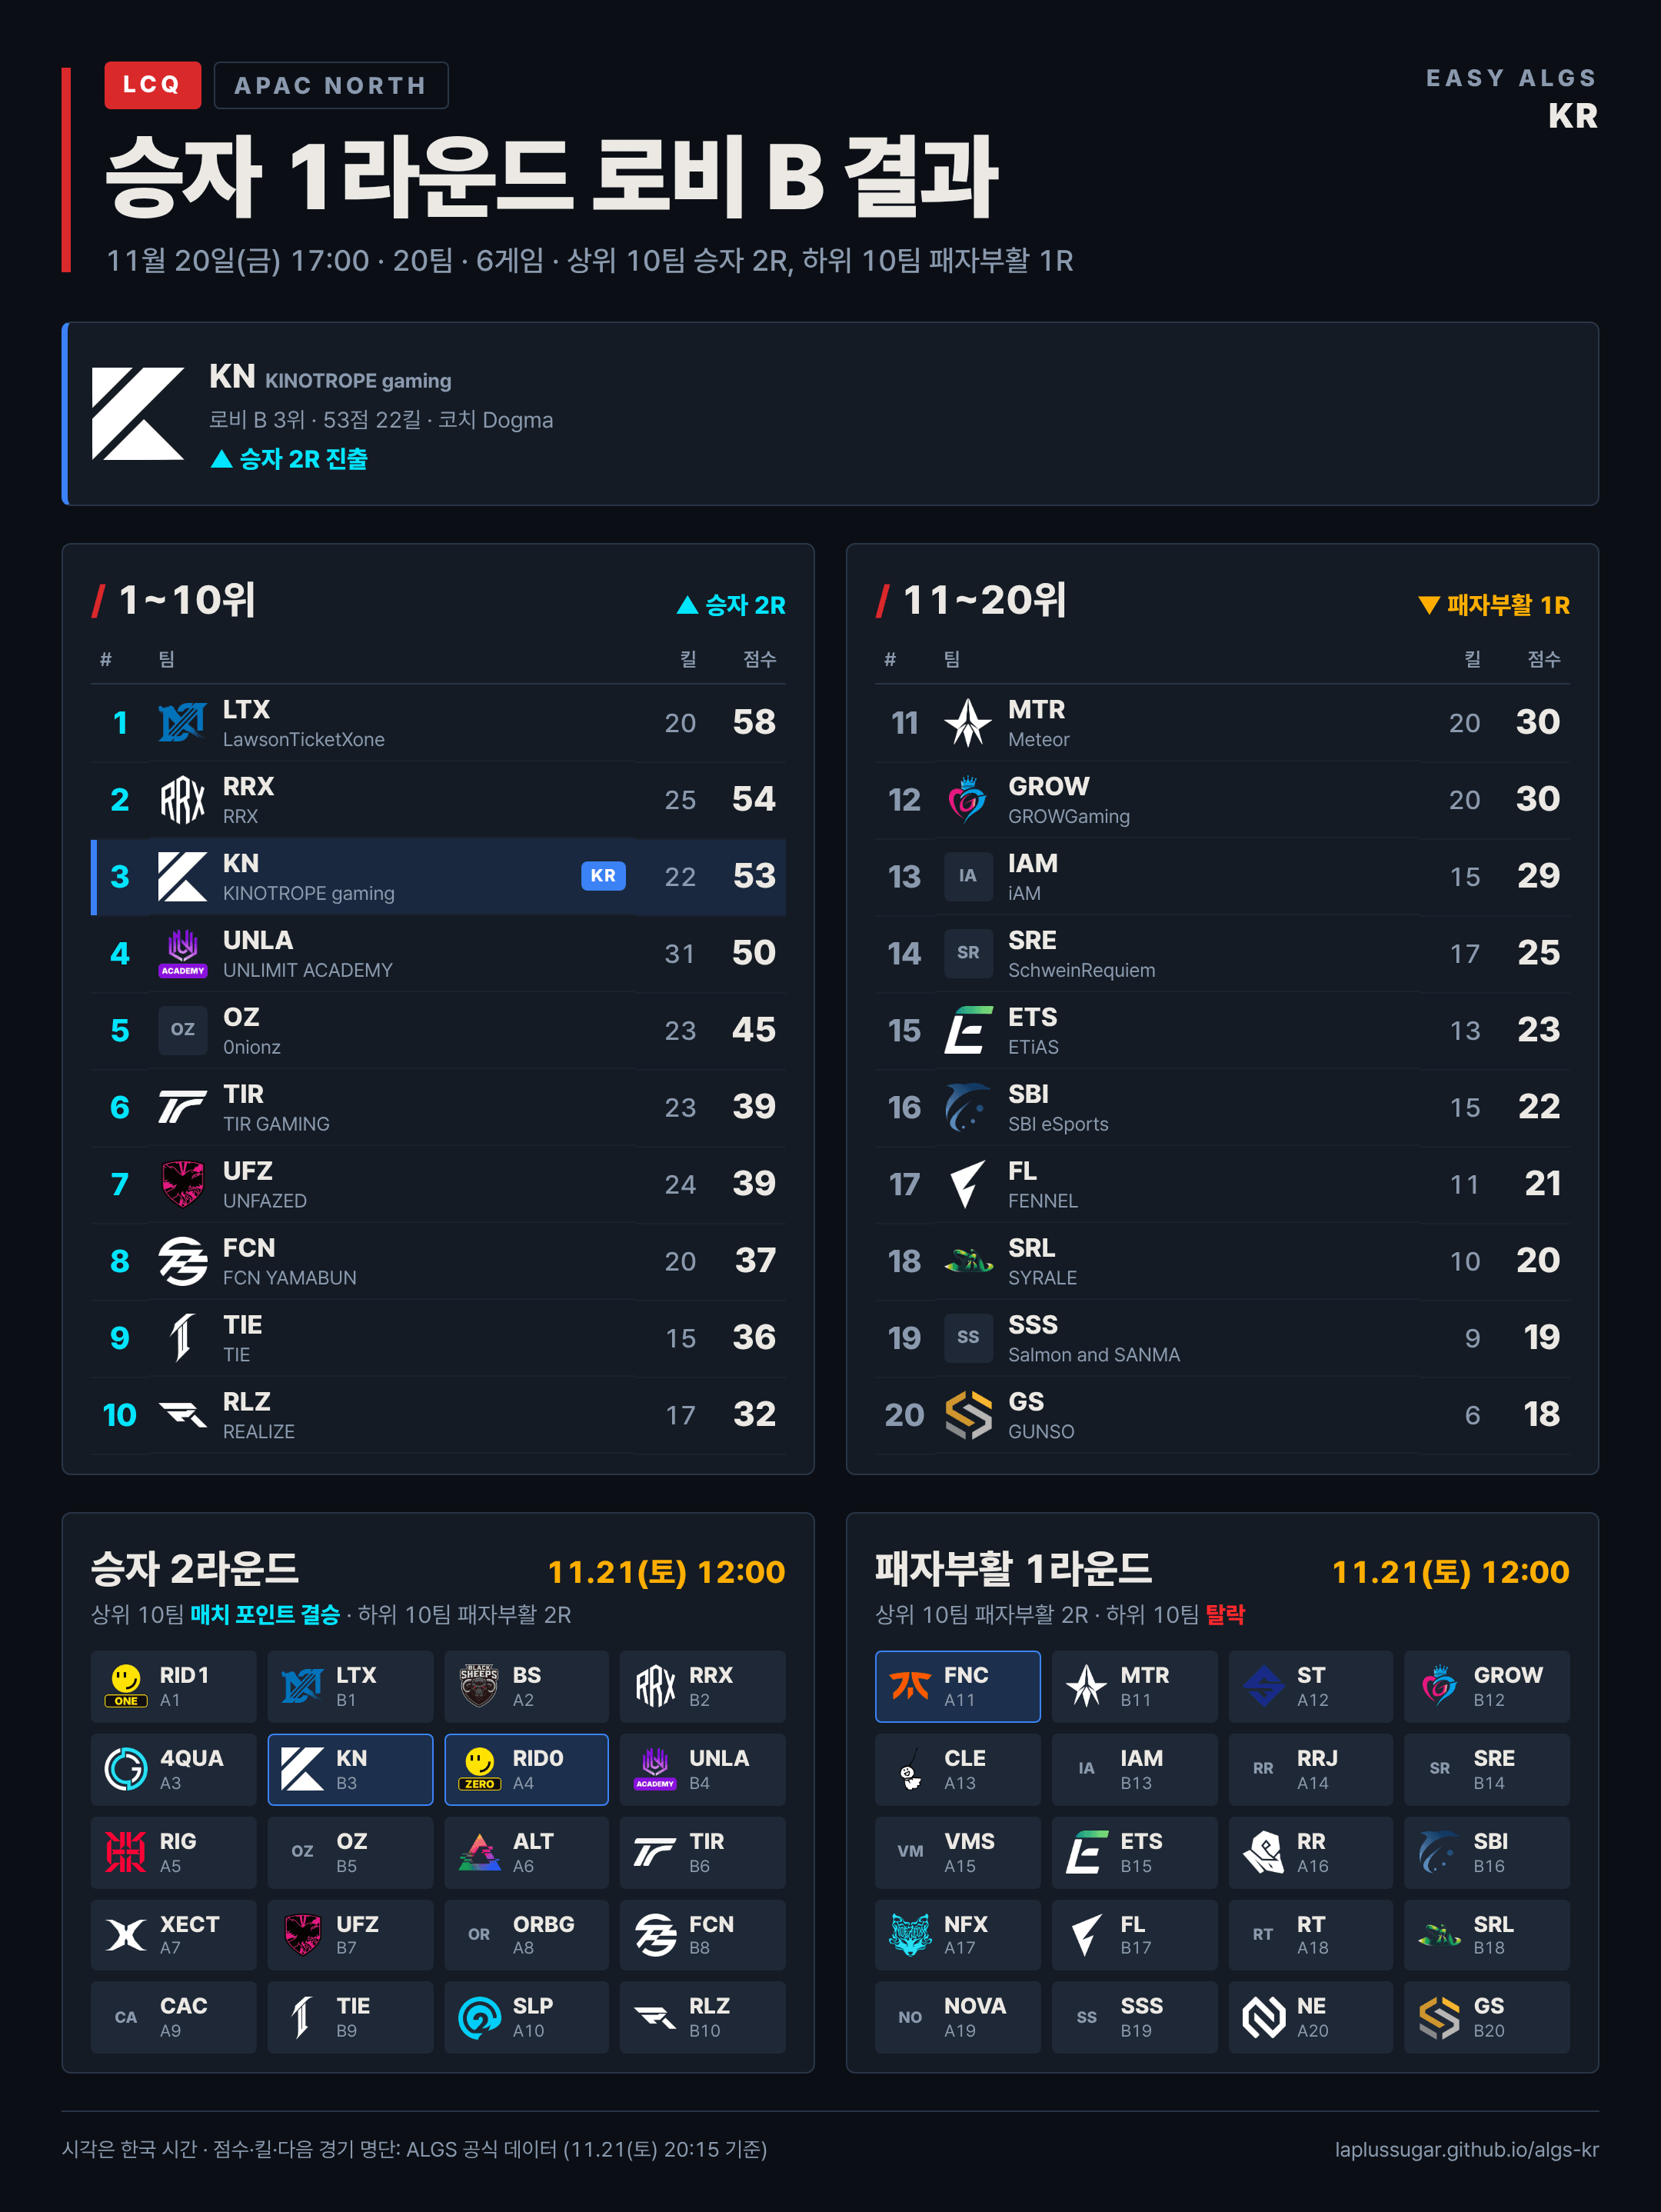 LCQ APAC NORTH
EASY ALGS
KR
승자 1라운드 로비 B 결과
11월 20일(금) 17:00 · 20팀 · 6게임 · 상위 10팀 승자 2R, 하위 10팀 패자부활 1R
KN KINOTROPE gaming
로비 B 3위 · 53점 22킬 · 코치 Dogma
▲ 승자 2R 진출
/ 1~10위 ▲ 승자 2R
# 팀 킬 점수
1 LTX 20 58
LawsonTicketXone
2 RRX 25 54
RRX
3 KN KR 22 53
KINOTROPE gaming
4 UNLA 31 50
ACADEMY UNLIMIT ACADEMY
5 OZ OZ 23 45
0nionz
6 TIR 23 39
TIR GAMING
7 UFZ 24 39
UNFAZED
8 FCN 20 37
FCN YAMABUN
9 TIE 15 36
TIE
10 RLZ 17 32
REALIZE
/ 11~20위 ▼ 패자부활 1R
# 팀 킬 점수
11 MTR 20 30
Meteor
12 GROW 20 30
GROWGaming
13 IA IAM 15 29
iAM
14 SR SRE 17 25
SchweinRequiem
15 ETS 13 23
ETiAS
16 SBI 15 22
SBI eSports
17 FL 11 21
FENNEL
18 SRL 10 20
SYRALE
19 SS SSS 9 19
Salmon and SANMA
20 GS 6 18
GUNSO
승자 2라운드 11.21(토) 12:00
상위 10팀 매치 포인트 결승 · 하위 10팀 패자부활 2R
ONE RID1 LTX BLACK SHEEPS BS RRX RRX
A1 B1 A2 B2
4QUA KN ZERO RID0 ACADEMY UNLA
A3 B3 A4 B4
RIG OZ OZ ALT TIR
A5 B5 A6 B6
XECT UFZ OR ORBG FCN
A7 B7 A8 B8
CA CAC TIE SLP RLZ
A9 B9 A10 B10
패자부활 1라운드 11.21(토) 12:00
상위 10팀 패자부활 2R · 하위 10팀 탈락
FNC MTR ST GROW
A11 B11 A12 B12
CLE IA IAM RR RRJ SR SRE
A13 B13 A14 B14
VM VMS ETS RR SBI
A15 B15 A16 B16
NFX FL RT RT SRL
A17 B17 A18 B18
NO NOVA SS SSS NE GS
A19 B19 A20 B20
시각은 한국 시간 · 점수·킬·다음 경기 명단: ALGS 공식 데이터 (11.21(토) 20:15 기준)
laplussugar.github.io/algs-kr